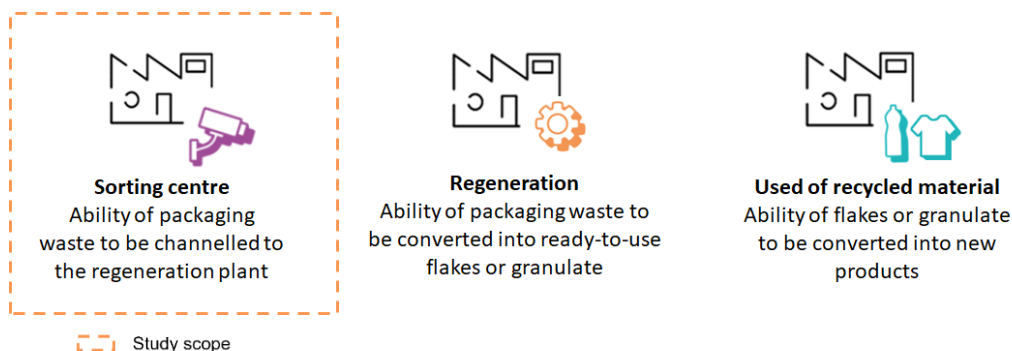 Sorting centre
Ability of packaging
waste to be channelled to
the regeneration plant
Regeneration
Ability of packaging waste to
be converted into ready-to-use
flakes or granulate
Used of recycled material
Ability of flakes or granulate
to be converted into new
products
Study scope